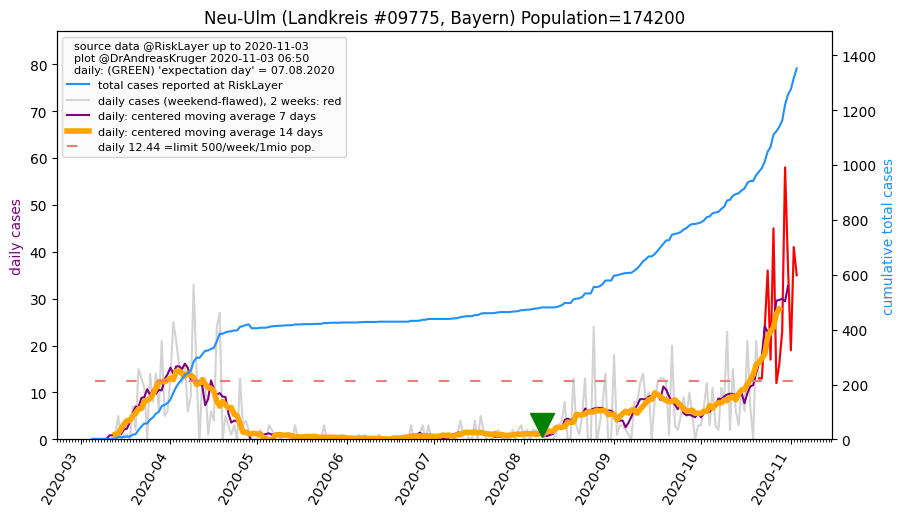 Neu-Ulm (Landkreis #09775, Bayern) Population=174200
source data @RiskLayer up to 2020-11-03
plot @DrAndreasKruger 2020-11-03 06:50
daily: (GREEN) 'expectation day' = 07.08.2020
total cases reported at RiskLayer
daily cases (weekend-flawed), 2 weeks: red
daily: centered moving average 7 days
daily: centered moving average 14 days
daily 12.44 =limit 500/week/1mio pop.
daily cases
80
70
60
50
40
30
20
10
0
cumulative total cases
1400
1200
1000
800
600
400
200
0
2020-03
2020-04
2020-05
2020-06
2020-07
2020-08
2020-09
2020-10
2020-11